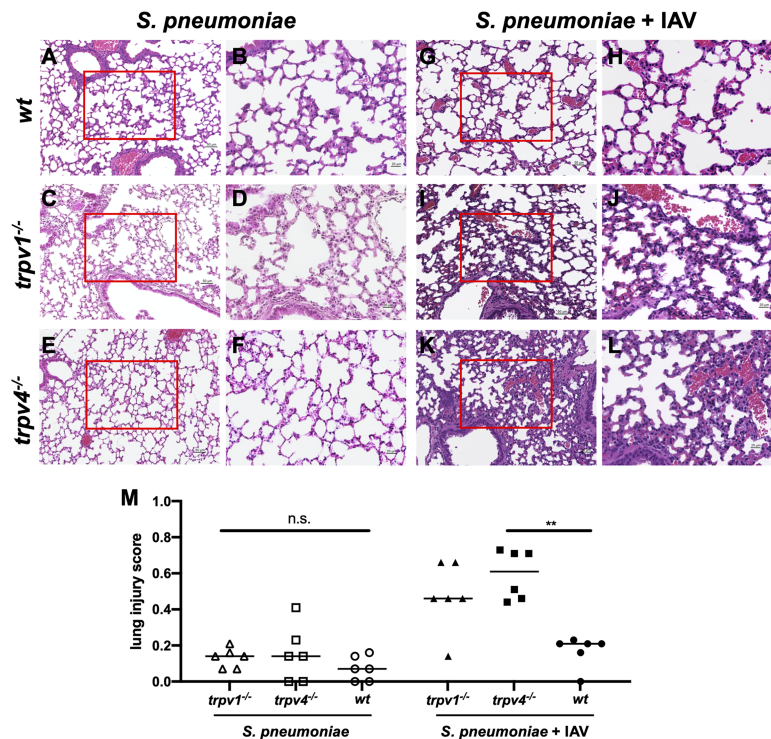 S. pneumoniae
S. pneumoniae + IAV
A
B
G
H
wt
C
D
I
J
trpv1-/-
E
F
K
L
trpv4-/-
M
n.s.
**
lung injury score
1.0
0.8
0.6
0.4
0.2
0.0
trpv1-/- trpv4-/- wt trpv1-/- trpv4-/- wt
S. pneumoniae S. pneumoniae + IAV